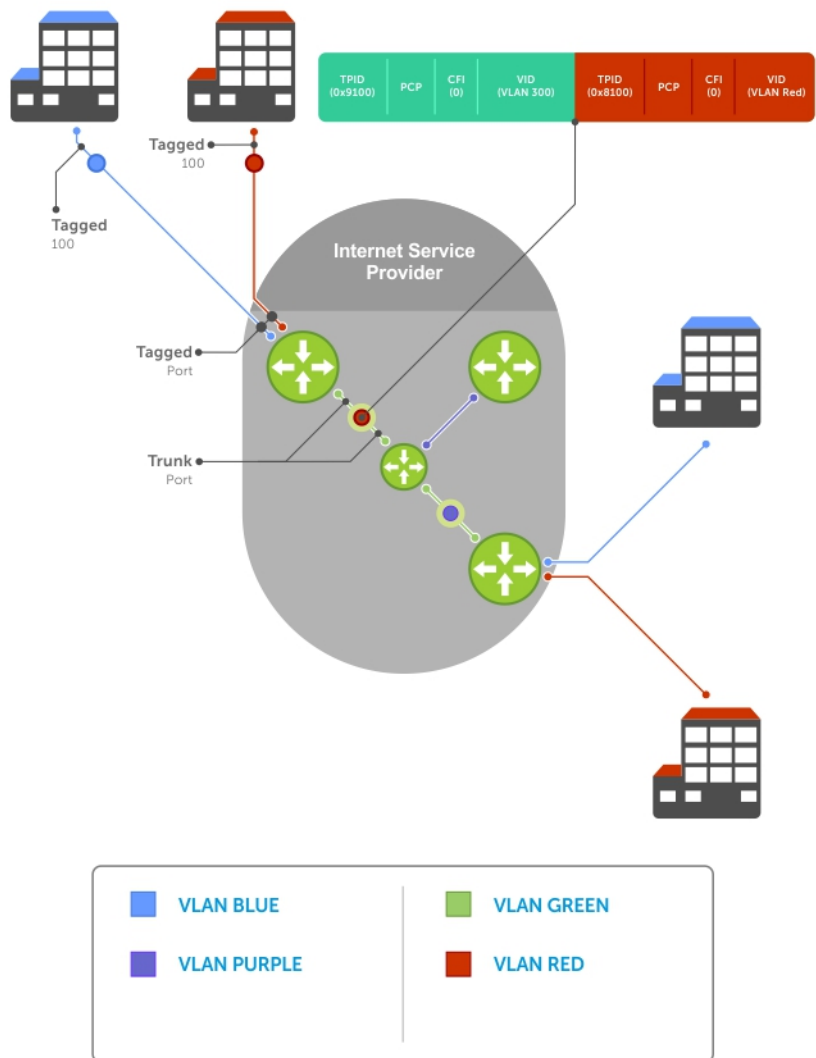 TPID
(0x9100)
PCP
CFI
(0)
VID
(VLAN 300)
TPID
(0x8100)
PCP
CFI
(0)
VID
(VLAN Red)
Tagged
100
Tagged
100
Internet Service
Provider
Tagged
Port
Trunk
Port
VLAN BLUE
VLAN GREEN
VLAN PURPLE
VLAN RED